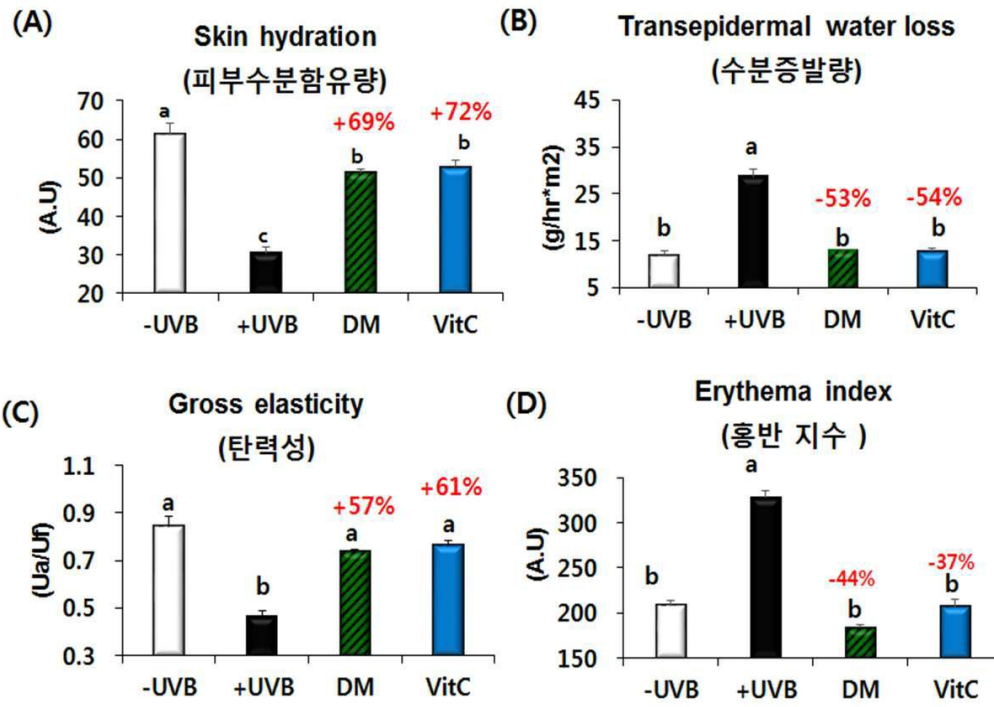 (A)
Skin hydration
(피부수분함유량)
70
60
50
40
30
20
(A.U)
a
c
+69%
b
+72%
b
-UVB +UVB DM VitC
(B)
Transepidermal water loss
(수분증발량)
45
35
25
15
5
(g/hr*m2)
b
a
-53%
b
-54%
b
-UVB +UVB DM VitC
(C)
Gross elasticity
(탄력성)
1.1
0.9
0.7
0.5
0.3
(Ua/Uf)
a
b
+57%
a
+61%
a
-UVB +UVB DM VitC
(D)
Erythema index
(홍반 지수 )
350
300
250
200
150
(A.U)
b
a
-44%
b
-37%
b
-UVB +UVB DM VitC